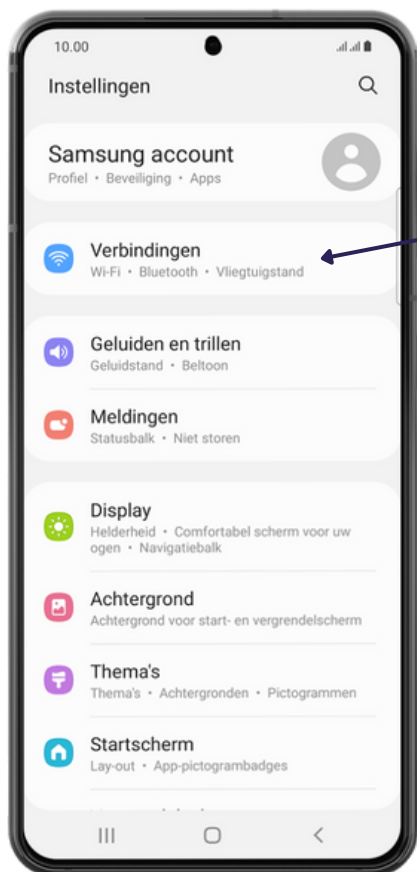 10.00
Instellingen
Samsung account
Profiel • Beveiliging • Apps
Verbindingen
Wi-Fi • Bluetooth • Vliegtuigstand
Geluiden en trillen
Geluidstand • Beltoon
Meldingen
Statusbalk • Niet storen
Display
Helderheid • Comfortabel scherm voor uw
ogen • Navigatiebalk
Achtergrond
Achtergrond voor start- en vergrendelscherm
Thema's
Thema's • Achtergronden • Pictogrammen
Startscherm
Lay-out • App-pictogrambadges